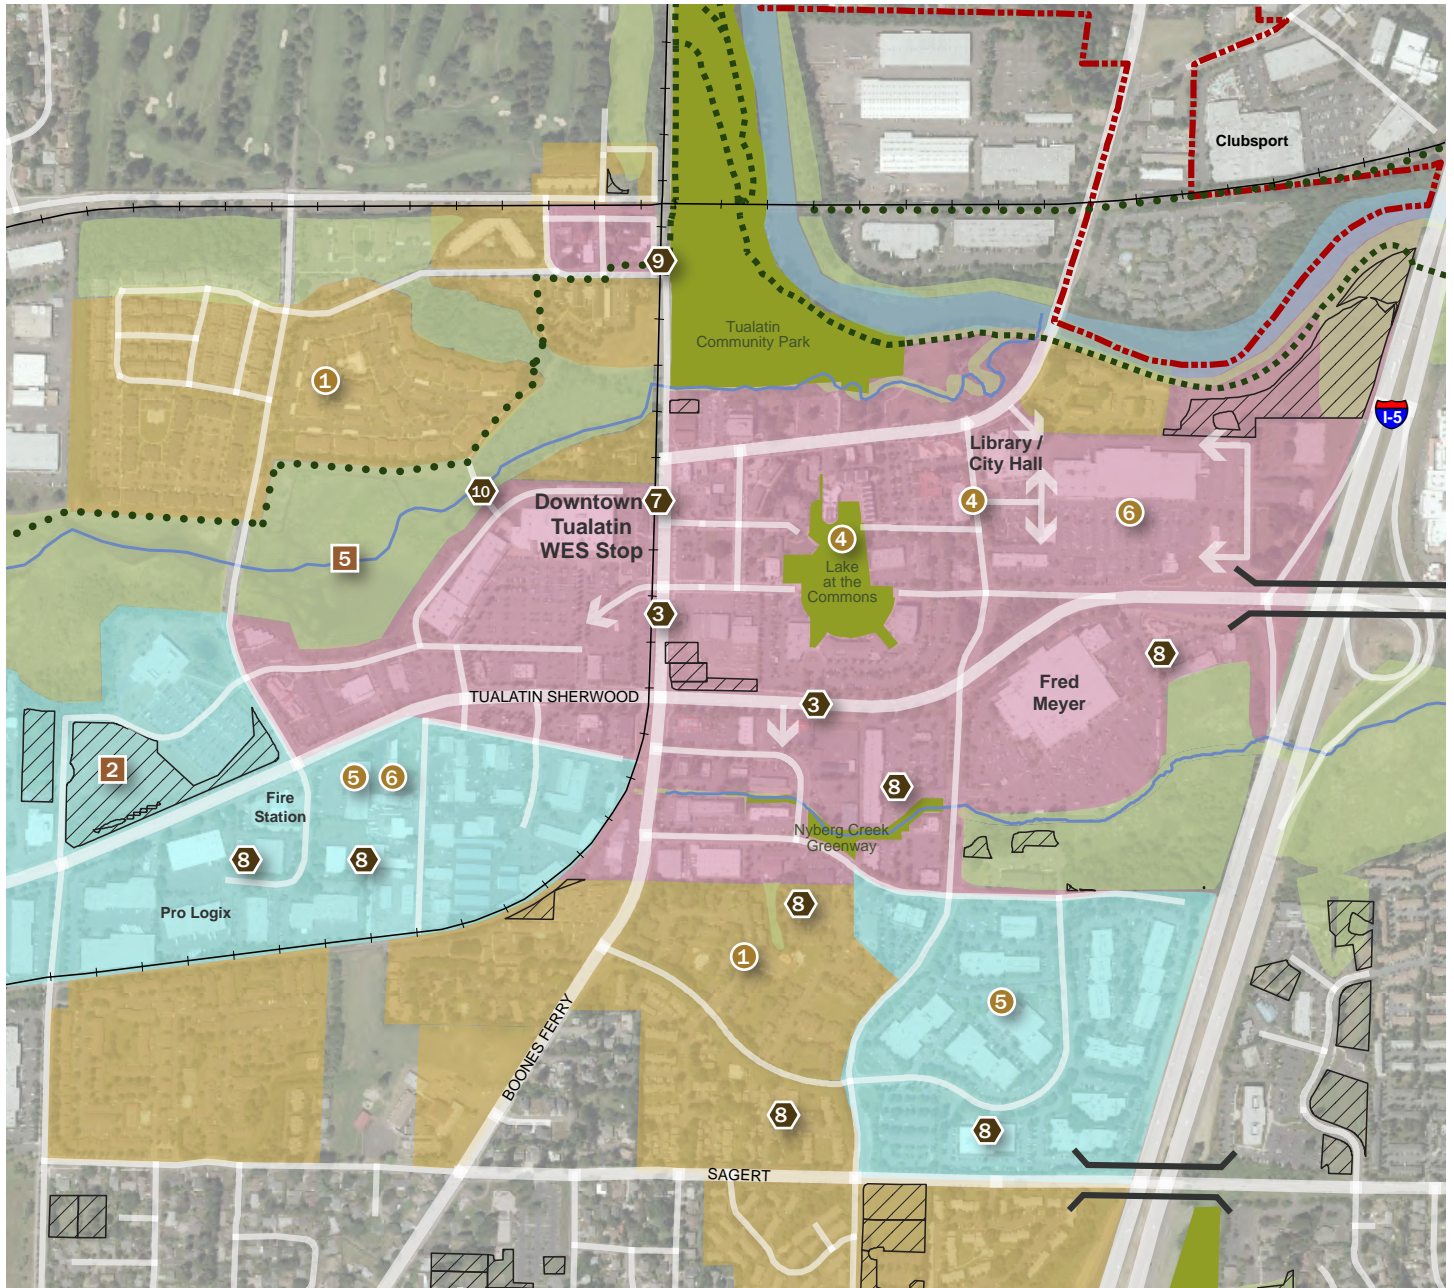 Clubsport
9
Tualatin
Community Park
1
I-5
Library /
City Hall
10
Downtown
Tualatin
WES Stop
7
4
6
4
5
Lake
at the
Commons
3
8
Fred
Meyer
TUALATIN SHERWOOD
3
2
5
6
8
Fire
Station
Nyberg Creek
Greenway
8
8
8
Pro Logix
1
5
BOONES FERRY
8
8
SAGERT